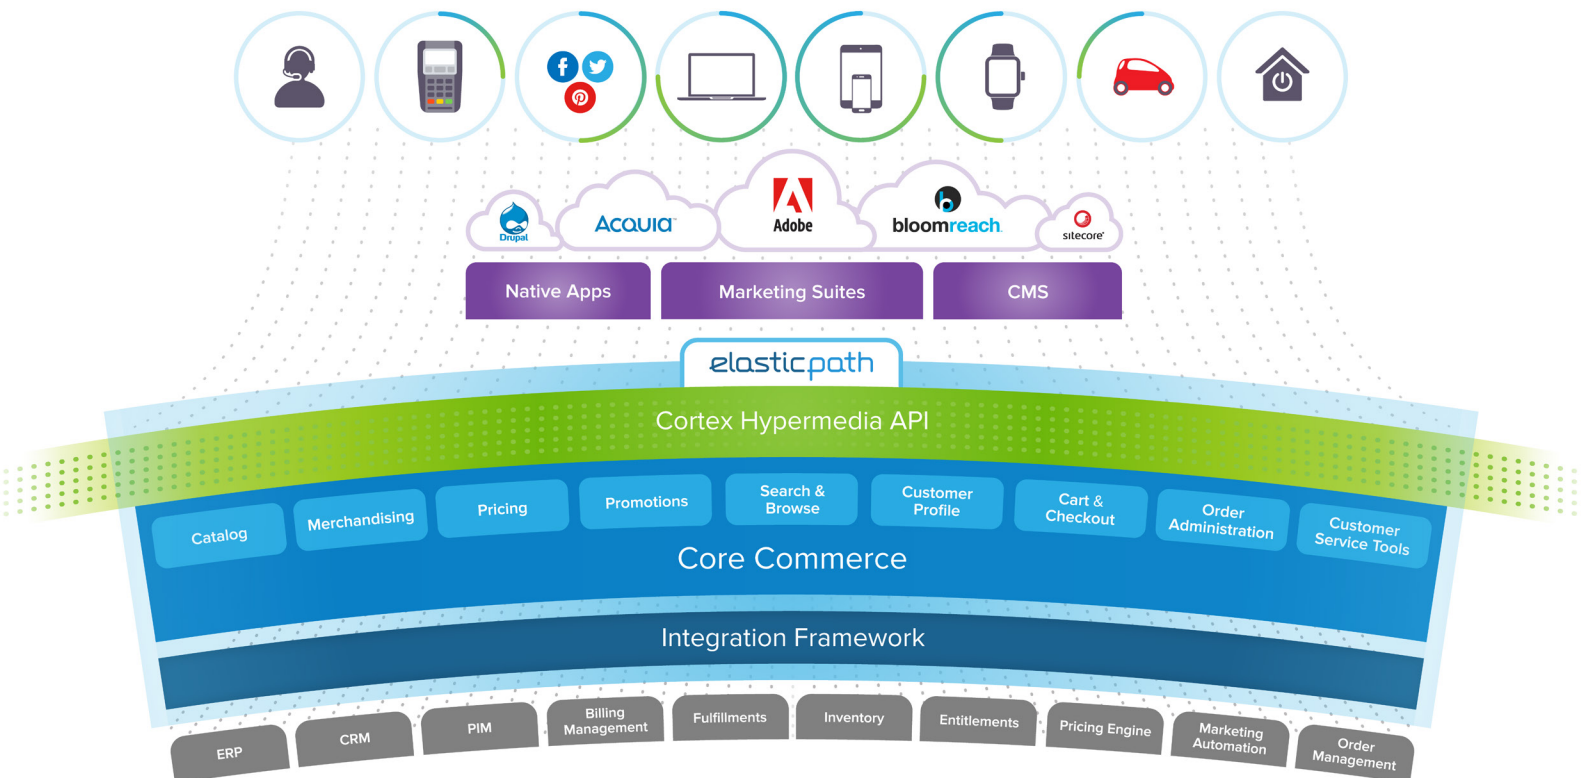 Drupal
ACQUIA
Adobe
bloomreach
sitecore
Native Apps
Marketing Suites
CMS
elasticpath
Cortex Hypermedia API
Catalog
Merchandising
Pricing
Promotions
Search &
Browse
Customer
Profile
Cart &
Checkout
Order
Administration
Customer
Service Tools
Core Commerce
Integration Framework
ERP
CRM
PIM
Billing
Management
Fulfillments
Inventory
Entitlements
Pricing Engine
Marketing
Automation
Order
Management